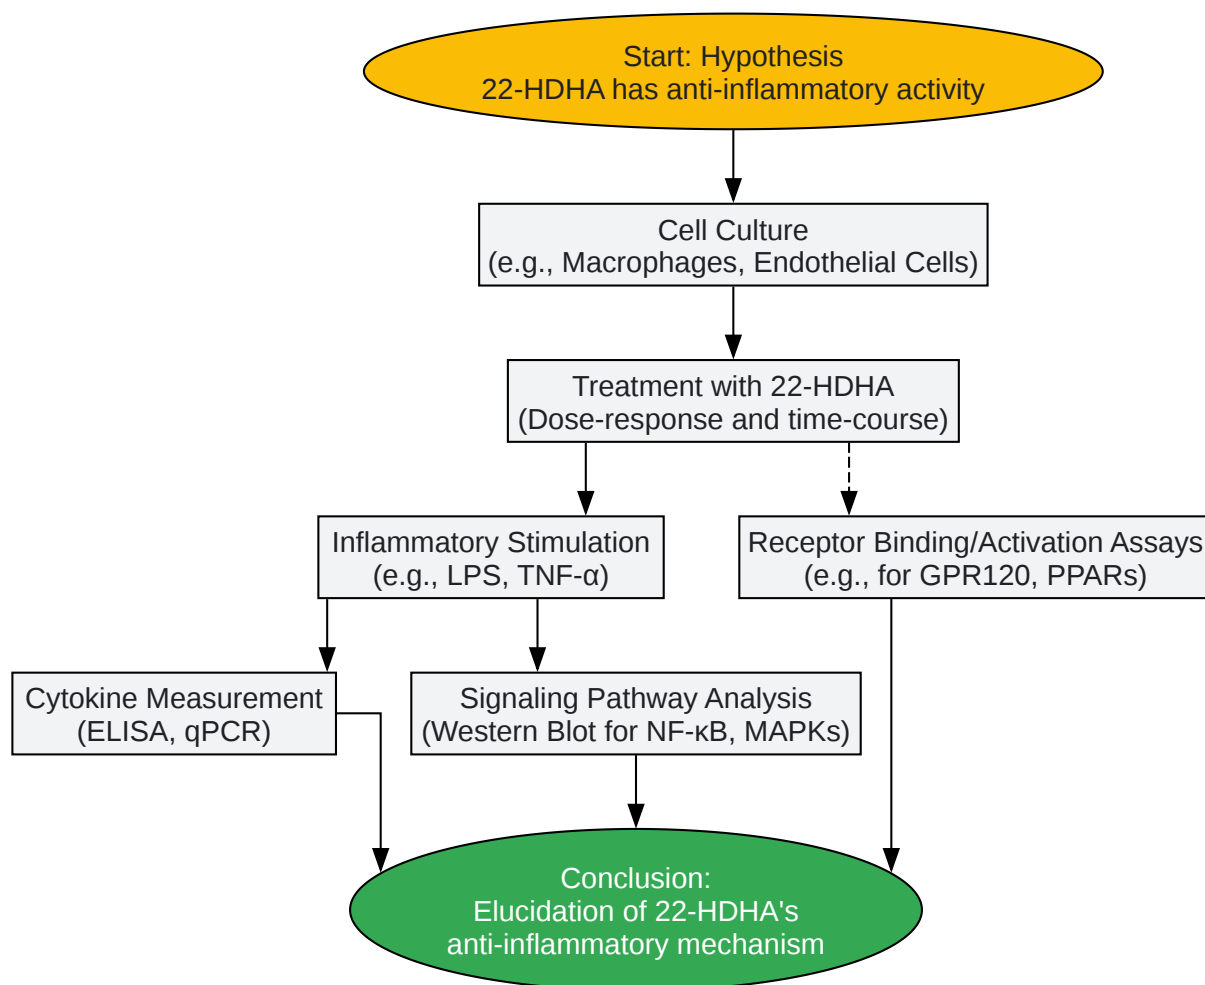 Start: Hypothesis
22-HDHA has anti-inflammatory activity
Cell Culture
(e.g., Macrophages, Endothelial Cells)
Treatment with 22-HDHA
(Dose-response and time-course)
Inflammatory Stimulation
(e.g., LPS, TNF-α)
Receptor Binding/Activation Assays
(e.g., for GPR120, PPARs)
Cytokine Measurement
(ELISA, qPCR)
Signaling Pathway Analysis
(Western Blot for NF-κB, MAPKs)
Conclusion:
Elucidation of 22-HDHA's
anti-inflammatory mechanism